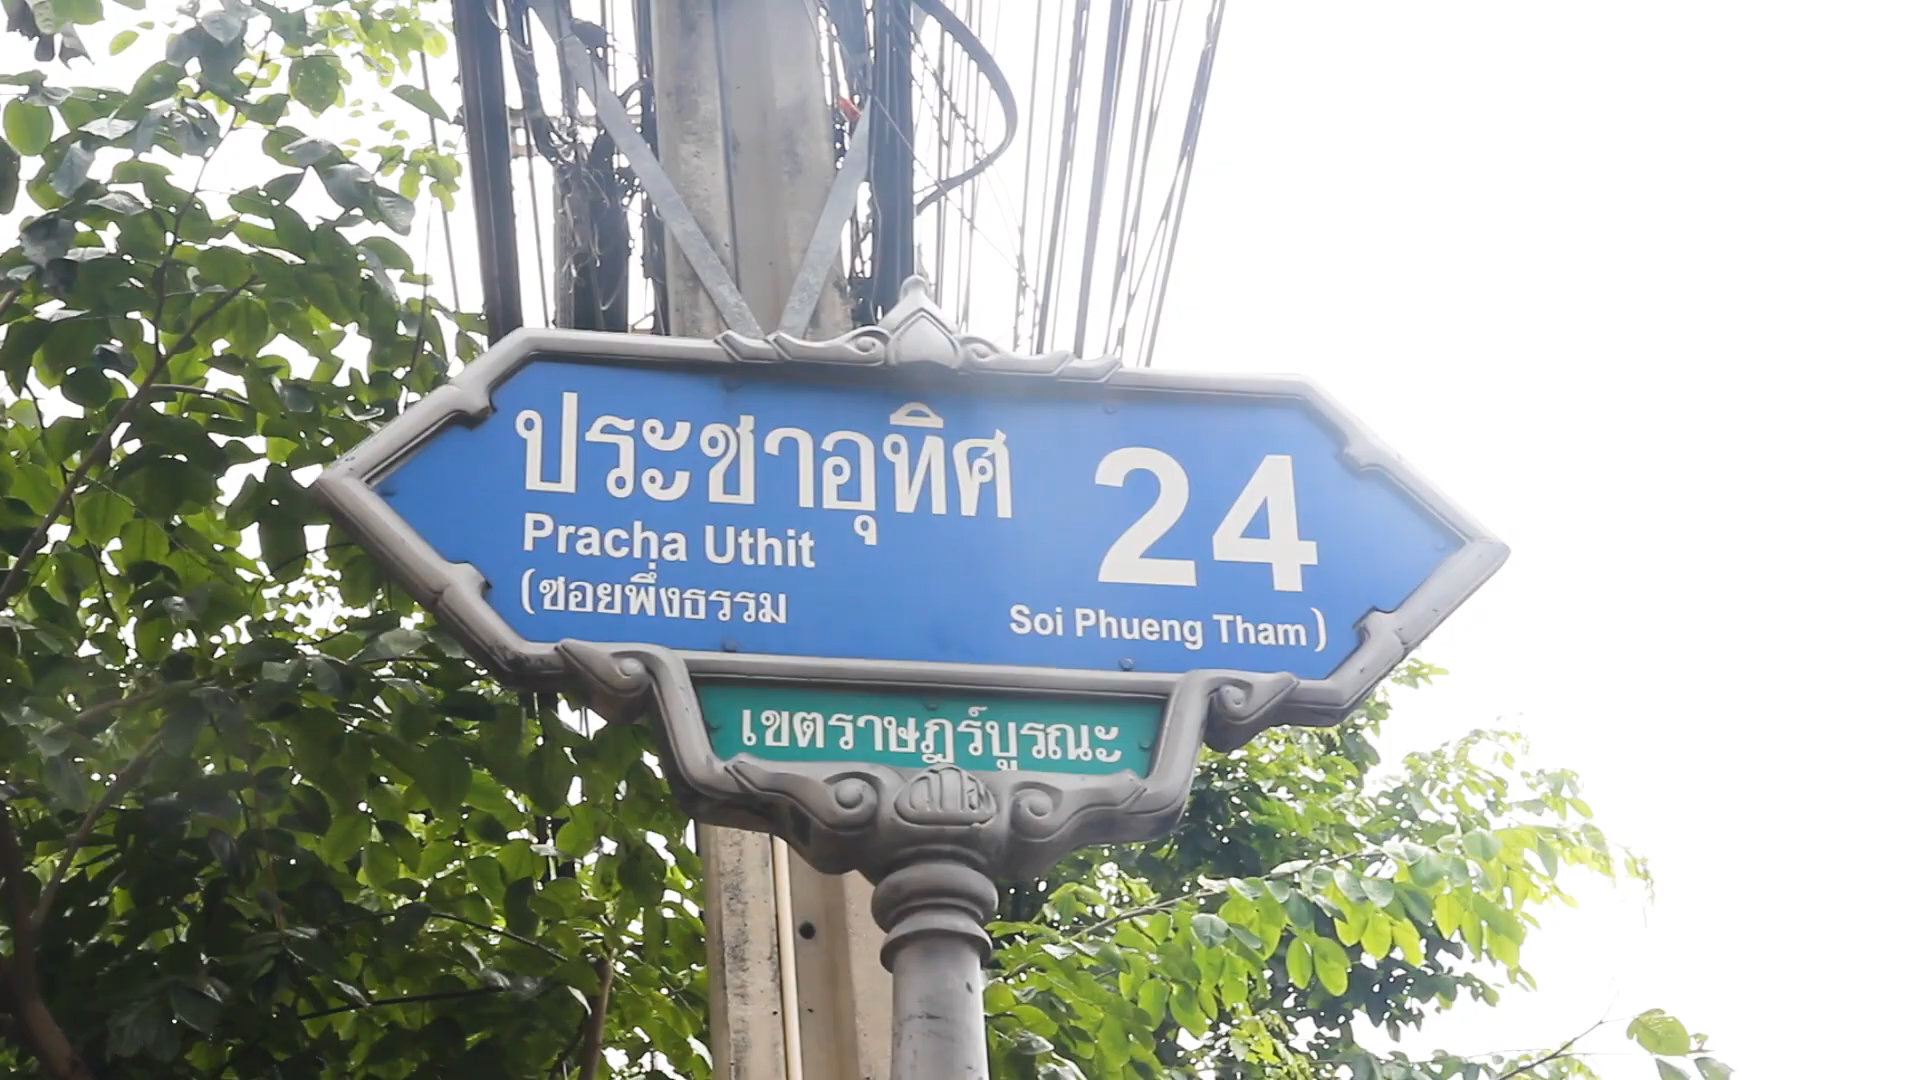 ประชาอุทิศ 24
Pracha Uthit
(ซอยพึ่งธรรม Soi Phueng Tham)
เขตราษฎร์บูรณะ